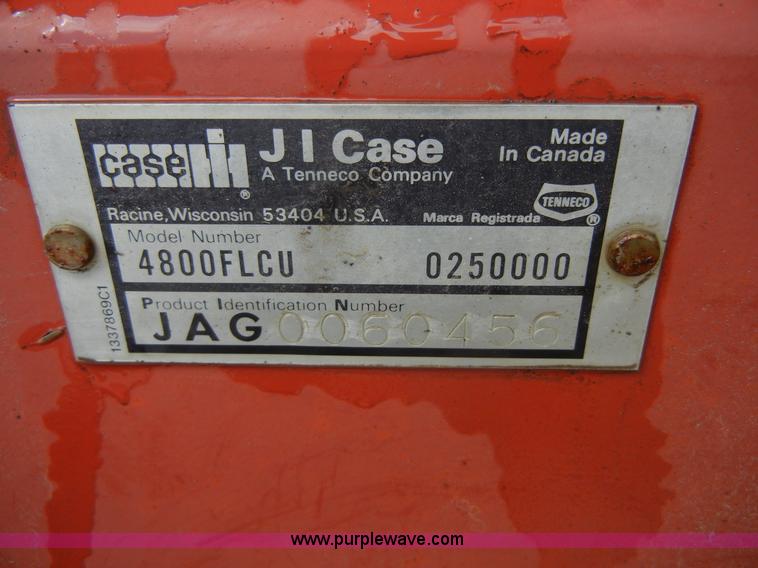 case IH J I Case
A Tenneco Company
Made
In Canada
TENNECO
Racine, Wisconsin 53404 U.S.A.
Marca Registrada
Model Number
4800FLCU 0250000
Product Identification Number
JAG0060456
1337869C1
www.purplewave.com